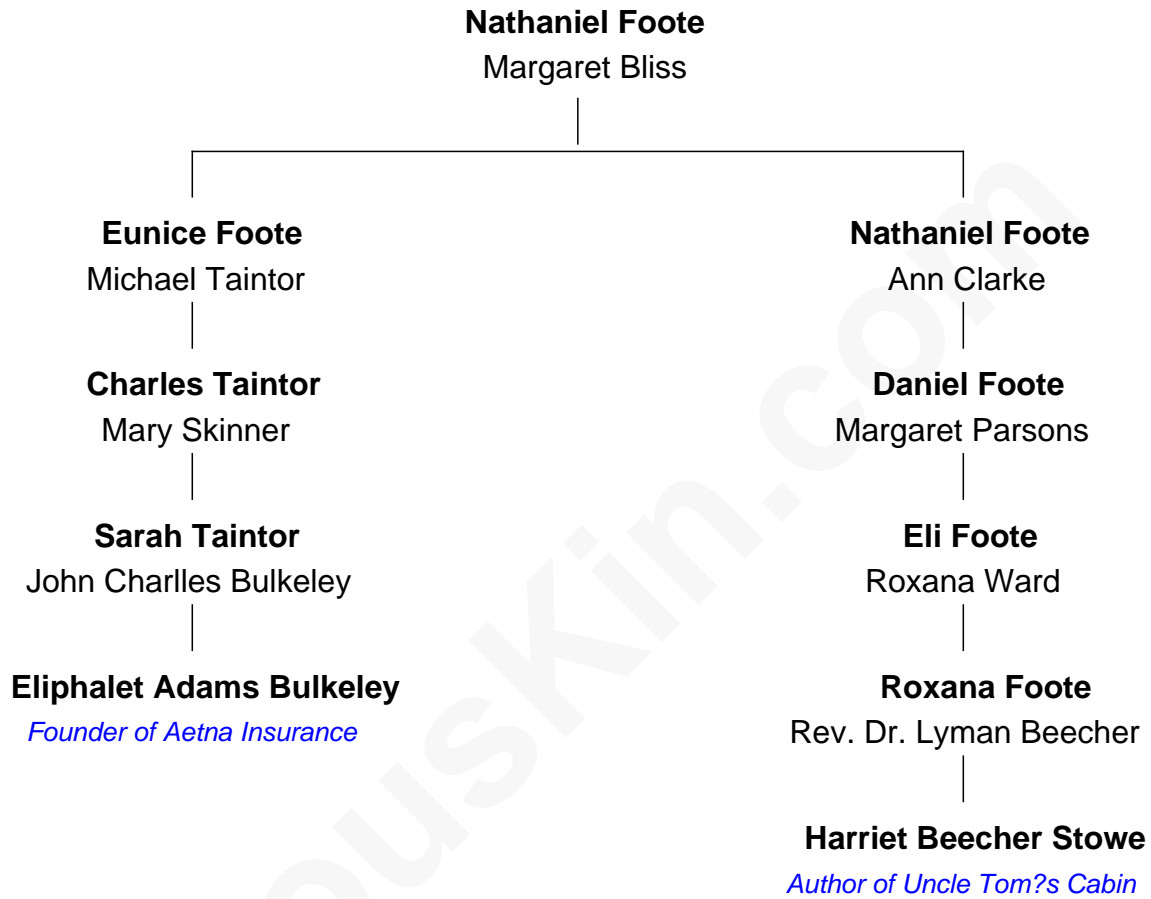 Nathaniel Foote
Margaret Bliss
Eunice Foote
Michael Taintor
Charles Taintor
Mary Skinner
Sarah Taintor
John Charlles Bulkeley
Eliphalet Adams Bulkeley
Founder of Aetna Insurance
Nathaniel Foote
Ann Clarke
Daniel Foote
Margaret Parsons
Eli Foote
Roxana Ward
Roxana Foote
Rev. Dr. Lyman Beecher
Harriet Beecher Stowe
Author of Uncle Tom?s Cabin
ousKin.com